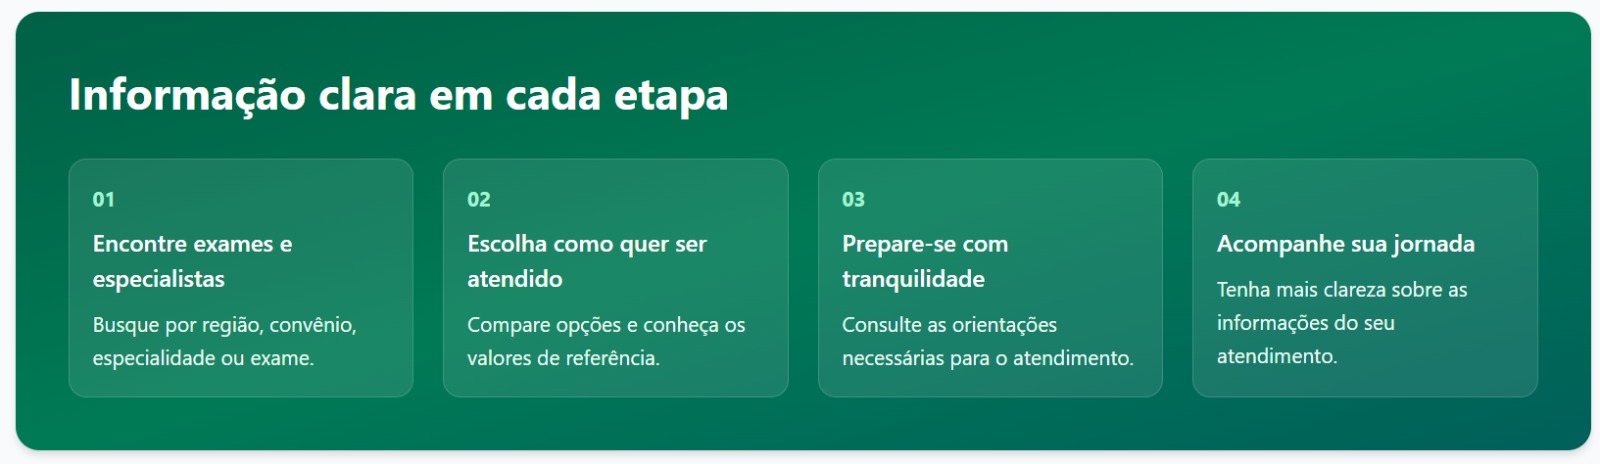 Informação clara em cada etapa
01
Encontre exames e
especialistas
Busque por região, convênio,
especialidade ou exame.
02
Escolha como quer ser
atendido
Compare opções e conheça os
valores de referência.
03
Prepare-se com
tranquilidade
Consulte as orientações
necessárias para o atendimento.
04
Acompanhe sua jornada
Tenha mais clareza sobre as
informações do seu
atendimento.